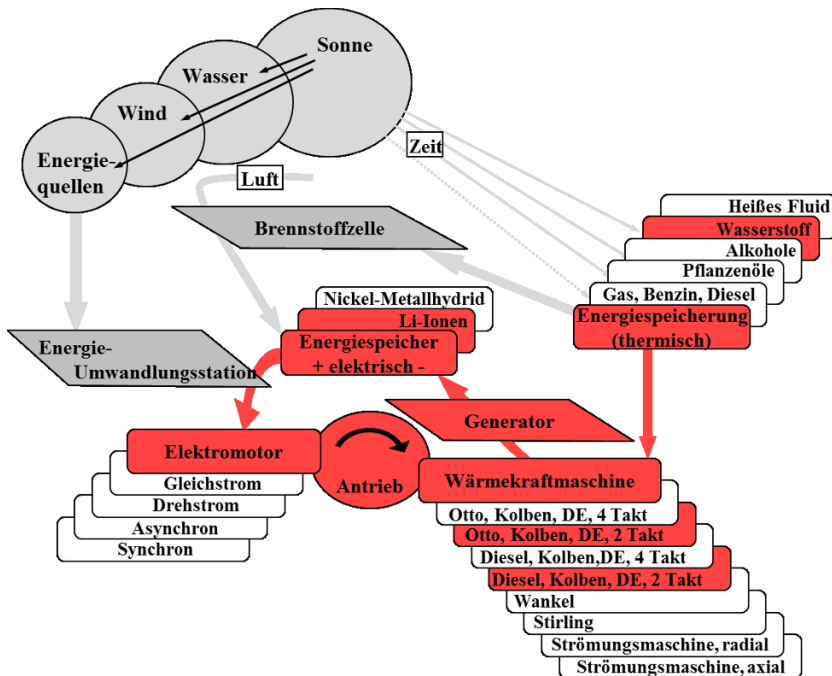 Sonne
Wasser
Wind
Energie-
quellen
Zeit
Luft
Brennstoffzelle
Heißes Fluid
Wasserstoff
Alkohole
Pflanzenöle
Gas, Benzin, Diesel
Energiespeicherung
(thermisch)
Nickel-Metallhydrid
Li-Ionen
Energiespeicher
+ elektrisch -
Energie-
Umwandlungsstation
Generator
Elektromotor
Gleichstrom
Drehstrom
Asynchron
Synchron
Antrieb
Wärmekraftmaschine
Otto, Kolben, DE, 4 Takt
Otto, Kolben, DE, 2 Takt
Diesel, Kolben,DE, 4 Takt
Diesel, Kolben, DE, 2 Takt
Wankel
Stirling
Strömungsmaschine, radial
Strömungsmaschine, axial